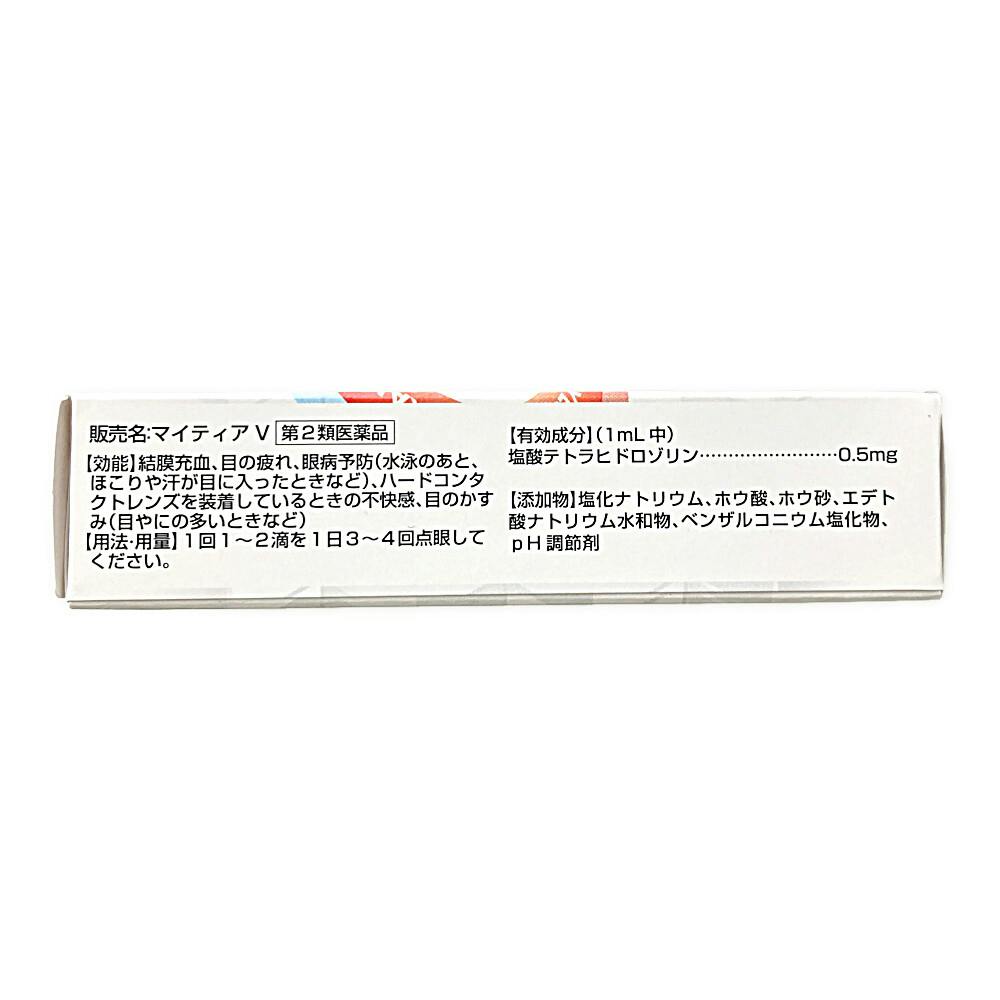 販売名:マイティア V 第2類医薬品
【効能】結膜充血、目の疲れ、眼病予防(水泳のあと、
ほこりや汗が目に入ったときなど)、ハードコンタ
クトレンズを装着しているときの不快感、目のかす
み(目やにの多いときなど)
【用法・用量】1回1～2滴を1日3～4回点眼して
ください。
【有効成分】(1mL中)
塩酸テトラヒドロゾリン……………………0.5mg
【添加物】塩化ナトリウム、ホウ酸、ホウ砂、エデト
酸ナトリウム水和物、ベンザルコニウム塩化物、
pH調節剤